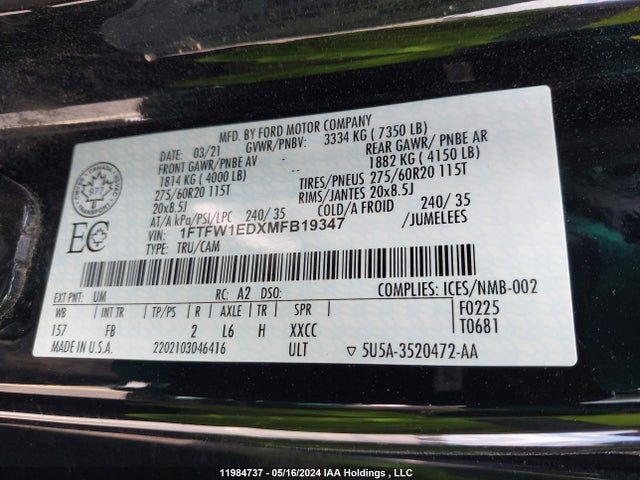 MFD. BY FORD MOTOR COMPANY
DATE: 03/21 GVWR/PNBV: 3334 KG ( 7350 LB)
FRONT GAWR/PNBE AV -- REAR GAWR/ PNBE AR
1814 KG ( 4000 LB) -- 1882 KG ( 4150 LB)
275/60R20 115T TIRES/PNEUS 275/60R20 115T
20x8.5J RIMS/JANTES 20x8.5J
AT/A kPa/PSI/LPC 240/ 35 COLD/A FROID 240/ 35
VIN: 1FTFW1EDXMFB19347 /JUMELEES
TYPE: TRU/CAM
EC
EXT PNT: UM RC: A2 DSO: COMPLIES: ICES/NMB-002
WB INT TR TP/PS R AXLE TR SPR F0225
157 FB 2 L6 H XXCC T0681
MADE IN U.S.A. 2202103046416 ULT ▽ 5U5A-3520472-AA
11984737 - 05/16/2024 IAA Holdings , LLC